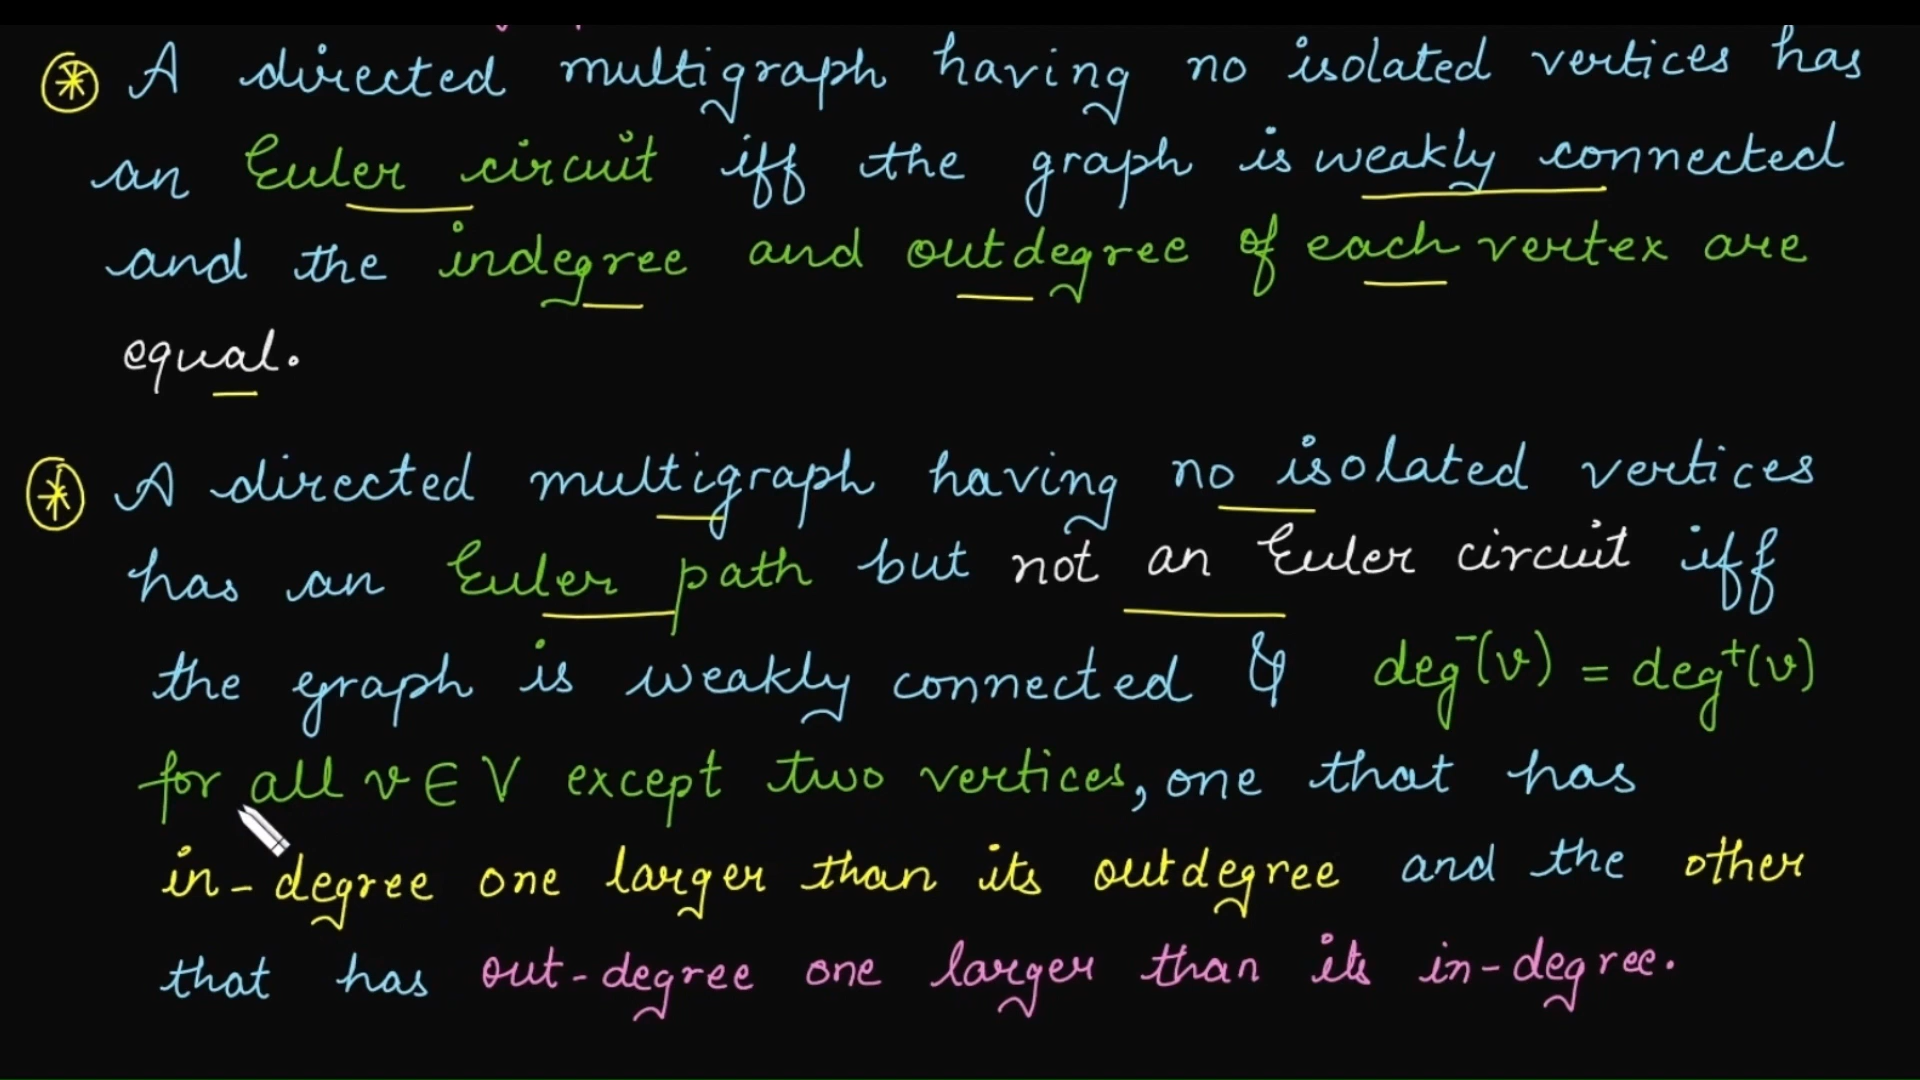 A directed multigraph having no isolated vertices has
an Euler circuit iff the graph is weakly connected
and the indegree and outdegree of each vertex are
equal.
A directed multigraph having no isolated vertices
has an Euler path but not an Euler circuit iff
the graph is weakly connected & deg⁻(v) = deg⁺(v)
for all v ∈ V except two vertices, one that has
in-degree one larger than its outdegree and the other
that has out-degree one larger than its in-degree.